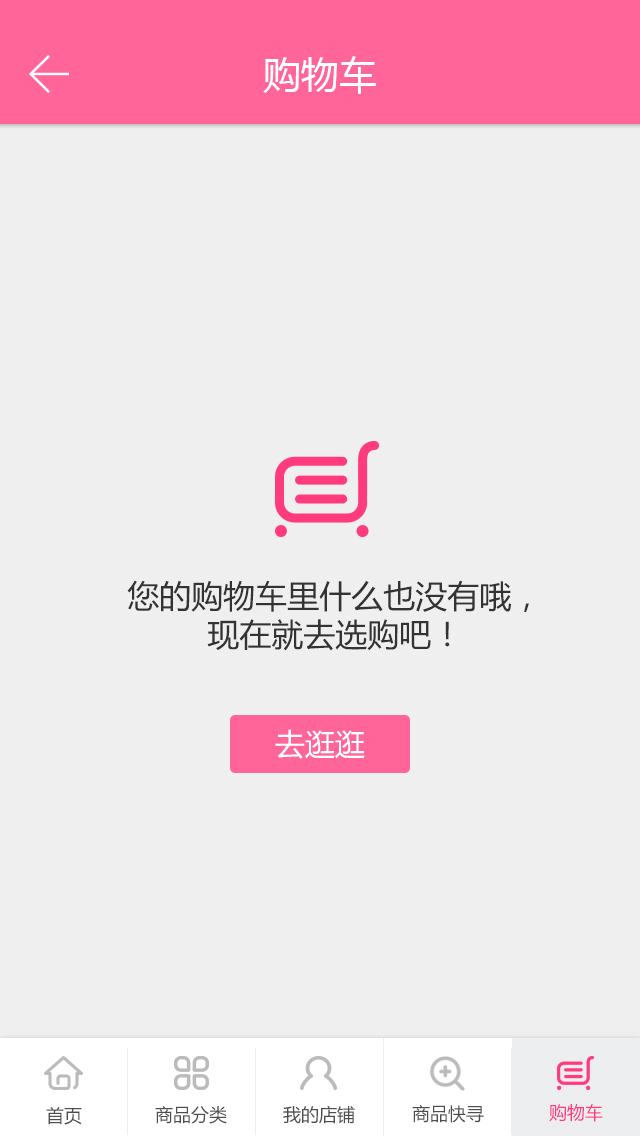 购物车
您的购物车里什么也没有哦，
现在就去选购吧！
去逛逛
首页
商品分类
我的店铺
商品快寻
购物车